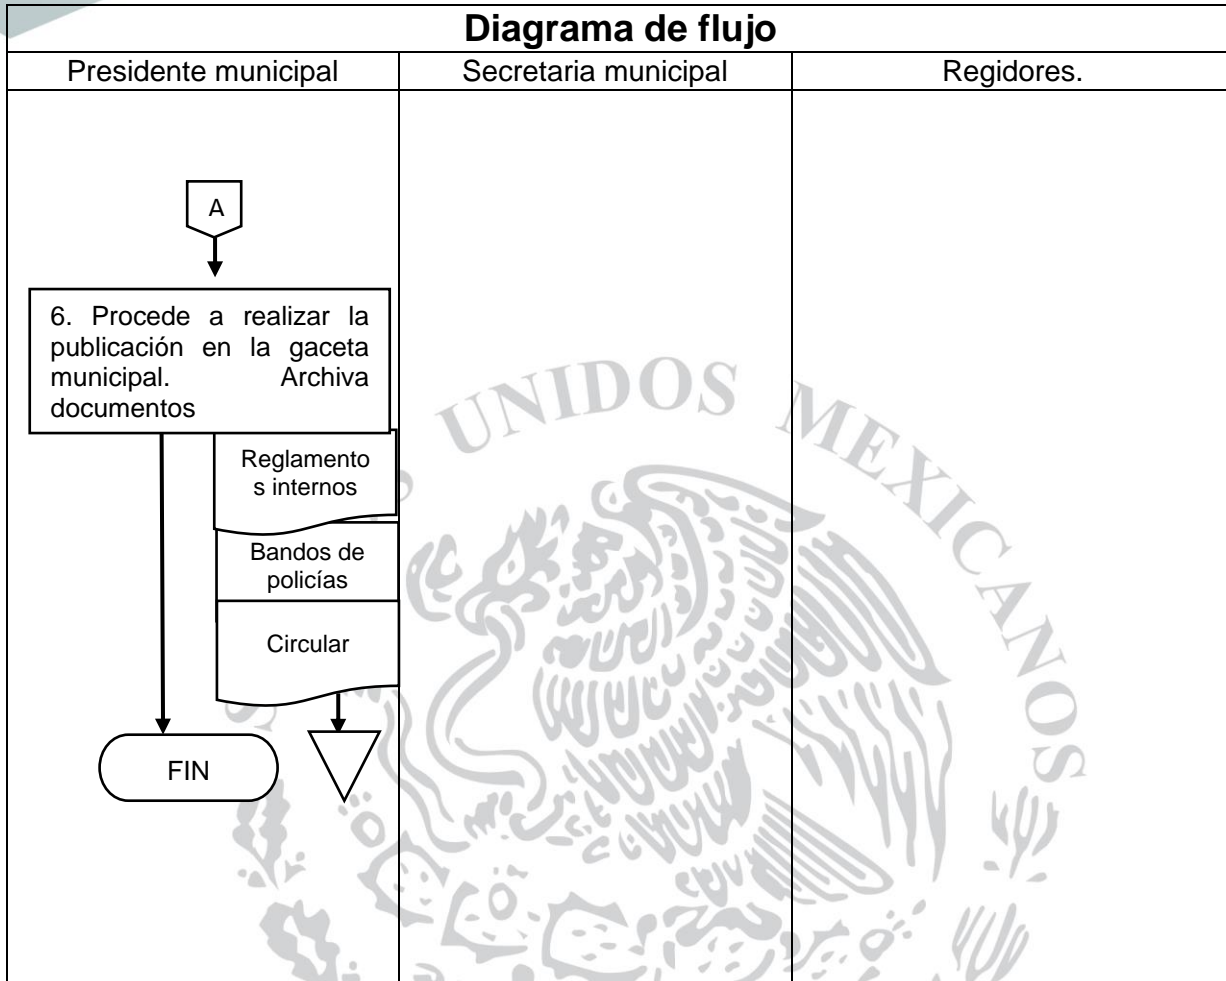 Diagrama de flujo
Presidente municipal
Secretaria municipal
Regidores.
A
6. Procede a realizar la
publicación en la gaceta
municipal. Archiva
documentos
Reglamento
s internos
Bandos de
policías
Circular
FIN
UNIDOS MEXICANOS